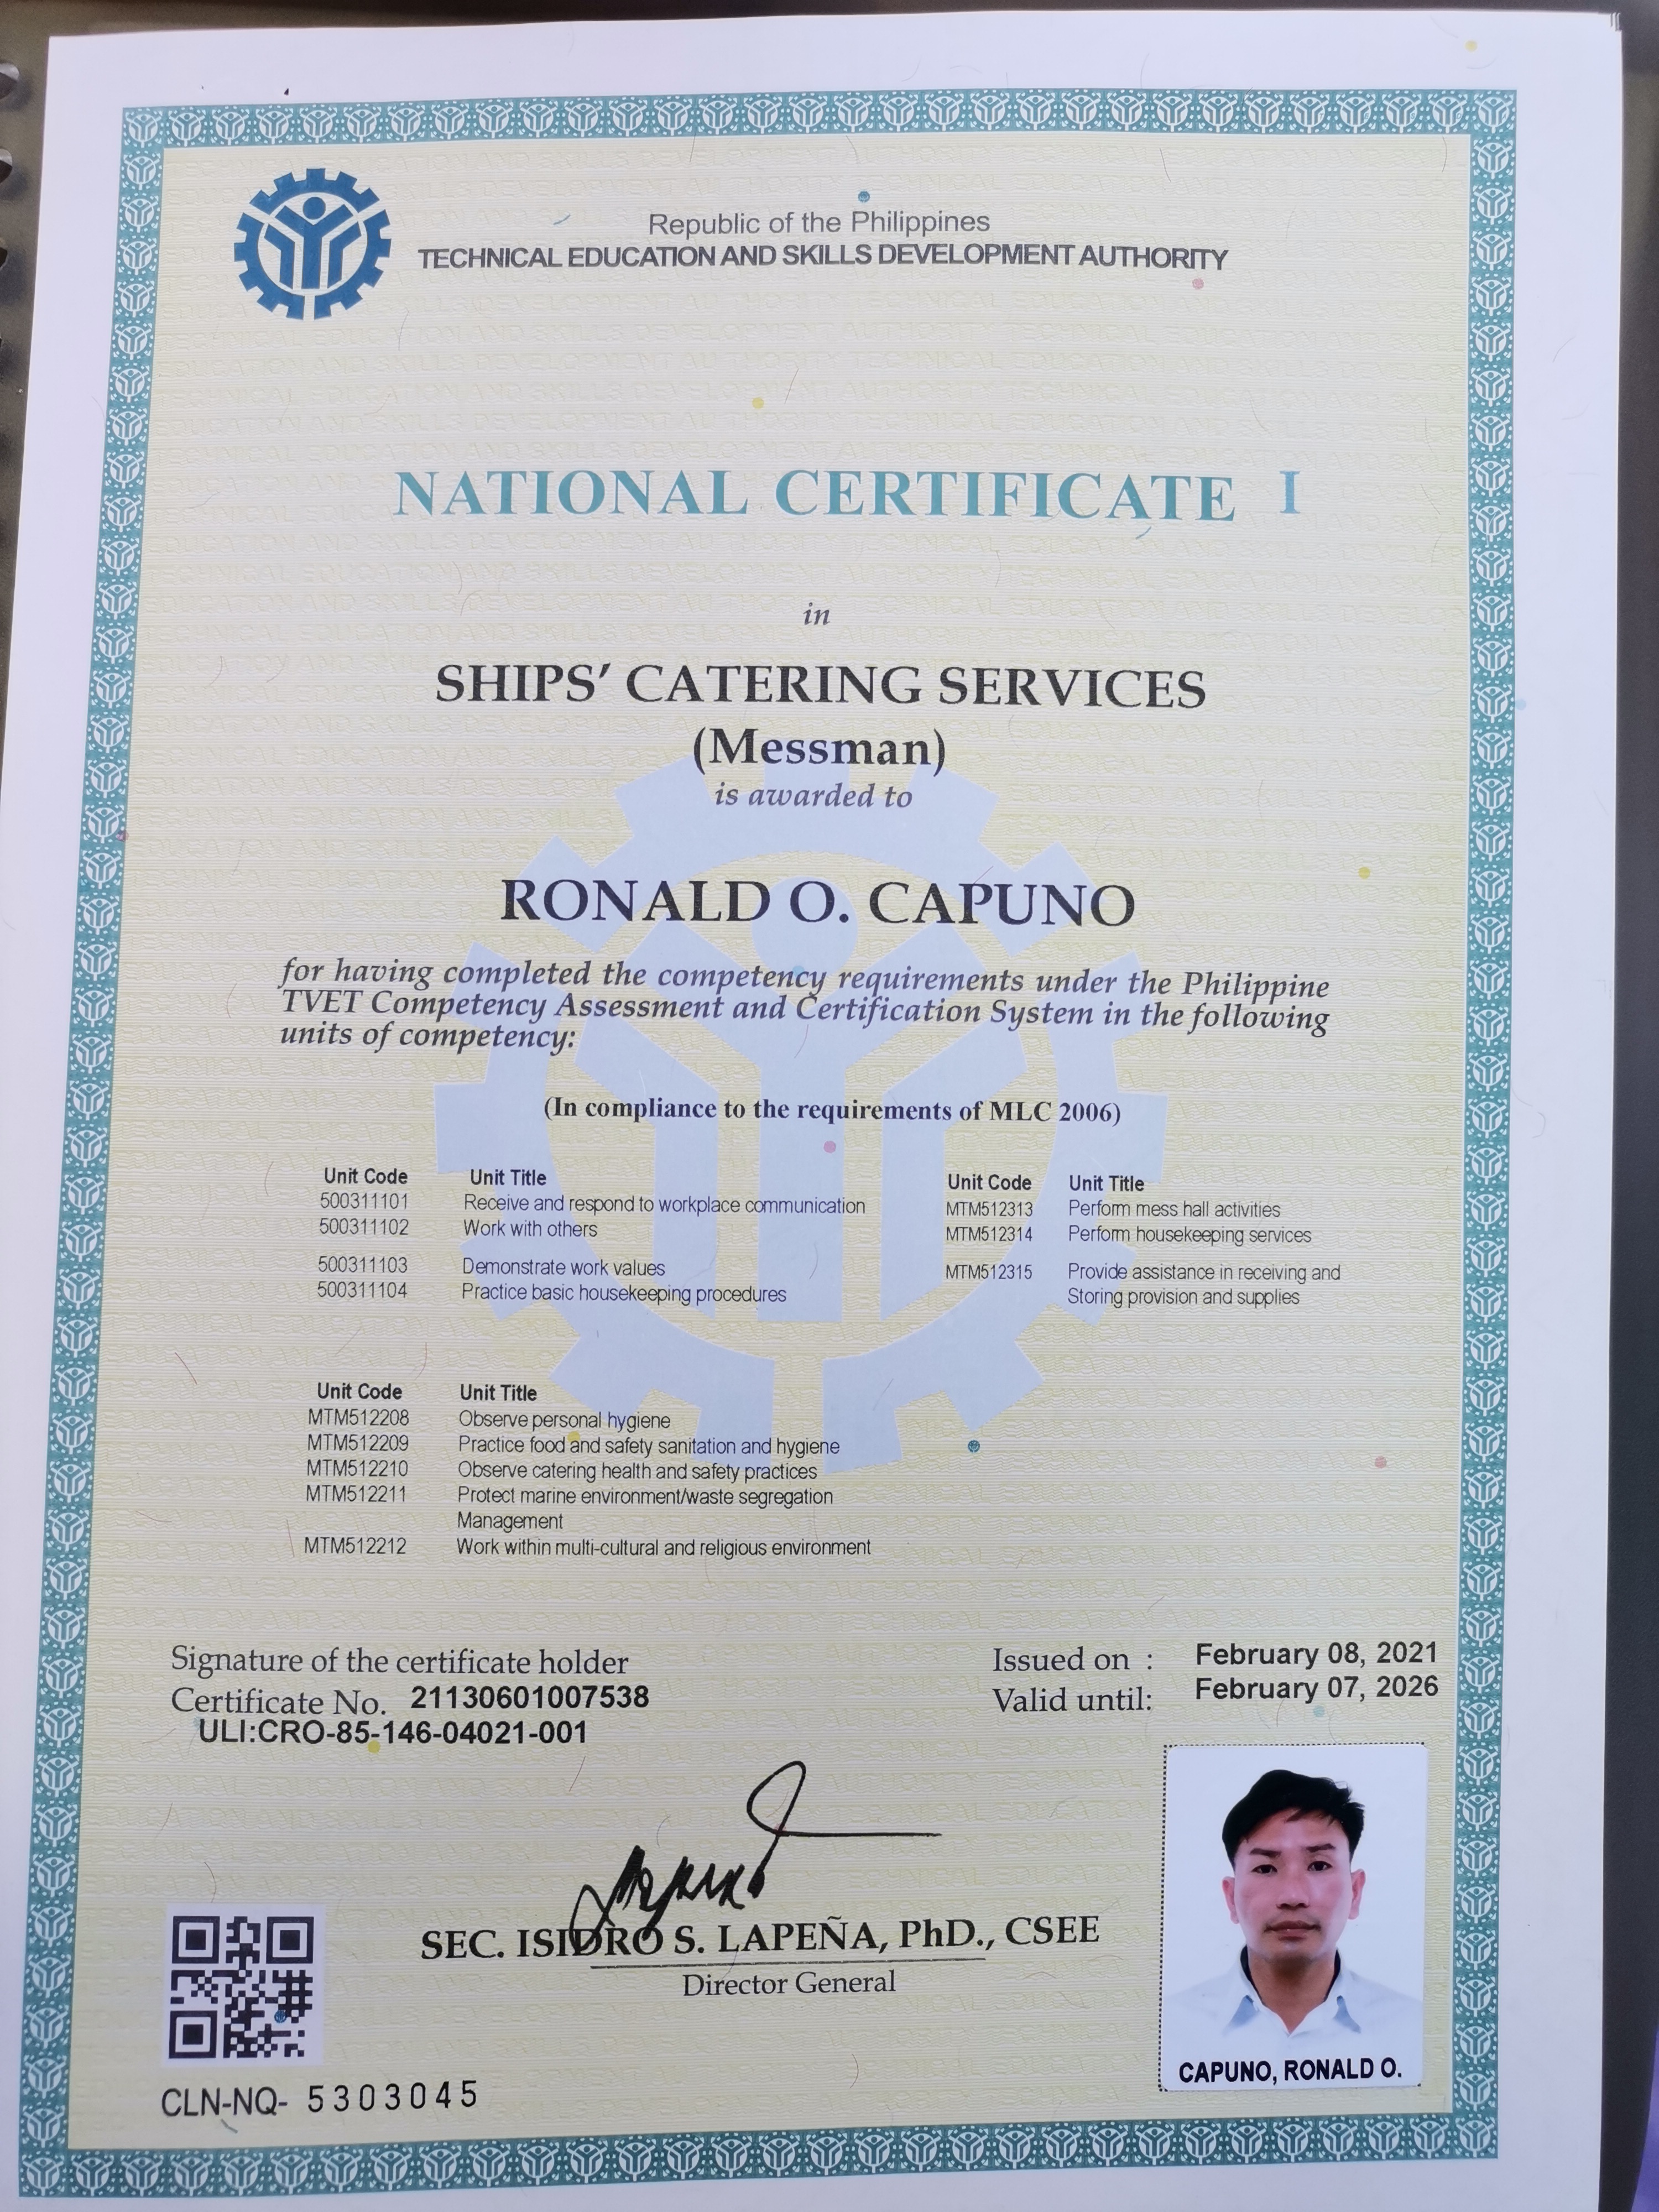 Republic of the Philippines
TECHNICAL EDUCATION AND SKILLS DEVELOPMENT AUTHORITY
NATIONAL CERTIFICATE I
in
SHIPS’ CATERING SERVICES
(Messman)
is awarded to
RONALD O. CAPUNO
for having completed the competency requirements under the Philippine
TVET Competency Assessment and Certification System in the following
units of competency:
(In compliance to the requirements of MLC 2006)
Unit Code Unit Title
500311101 Receive and respond to workplace communication
500311102 Work with others
500311103 Demonstrate work values
500311104 Practice basic housekeeping procedures
Unit Code Unit Title
MTM512313 Perform mess hall activities
MTM512314 Perform housekeeping services
MTM512315 Provide assistance in receiving and
Storing provision and supplies
Unit Code Unit Title
MTM512208 Observe personal hygiene
MTM512209 Practice food and safety sanitation and hygiene
MTM512210 Observe catering health and safety practices
MTM512211 Protect marine environment/waste segregation
Management
MTM512212 Work within multi-cultural and religious environment
Signature of the certificate holder
Certificate No. 21130601007538
ULI:CRO-85-146-04021-001
Issued on : February 08, 2021
Valid until: February 07, 2026
SEC. ISIDRO S. LAPEÑA, PhD., CSEE
Director General
CAPUNO, RONALD O.
CLN-NQ- 5303045